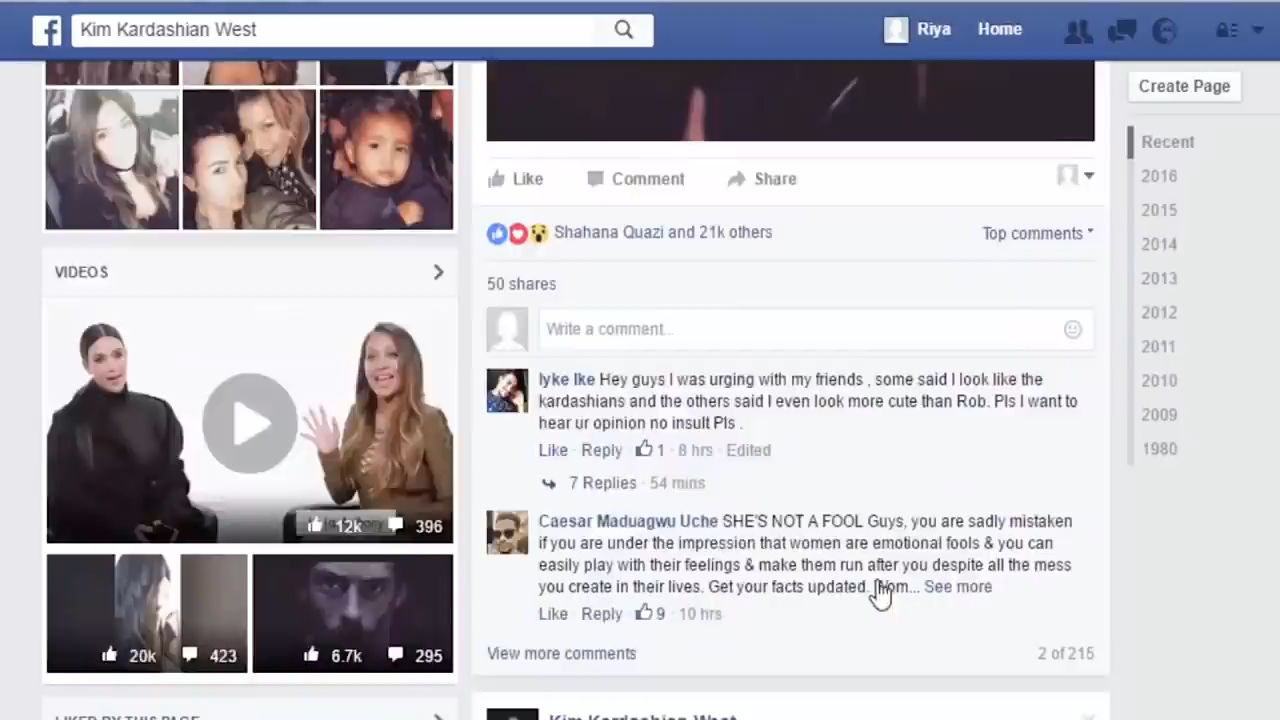 Kim Kardashian West
Riya
Home
Create Page
Recent
2016
2015
2014
2013
2012
2011
2010
2009
1980
VIDEOS
12k
396
20k
423
6.7k
295
Like
Comment
Share
Shahana Quazi and 21k others
Top comments
50 shares
Write a comment...
Iyke Ike Hey guys I was urging with my friends , some said I look like the
kardashians and the others said I even look more cute than Rob. Pls I want to
hear ur opinion no insult Pls .
Like · Reply · 1 · 8 hrs · Edited
7 Replies · 54 mins
Caesar Maduagwu Uche SHE'S NOT A FOOL Guys, you are sadly mistaken
if you are under the impression that women are emotional fools & you can
easily play with their feelings & make them run after you despite all the mess
you create in their lives. Get your facts updated. See more
Like · Reply · 9 · 10 hrs
View more comments
2 of 215
LIKED BY THIS PAGE
Kim Kardashian West